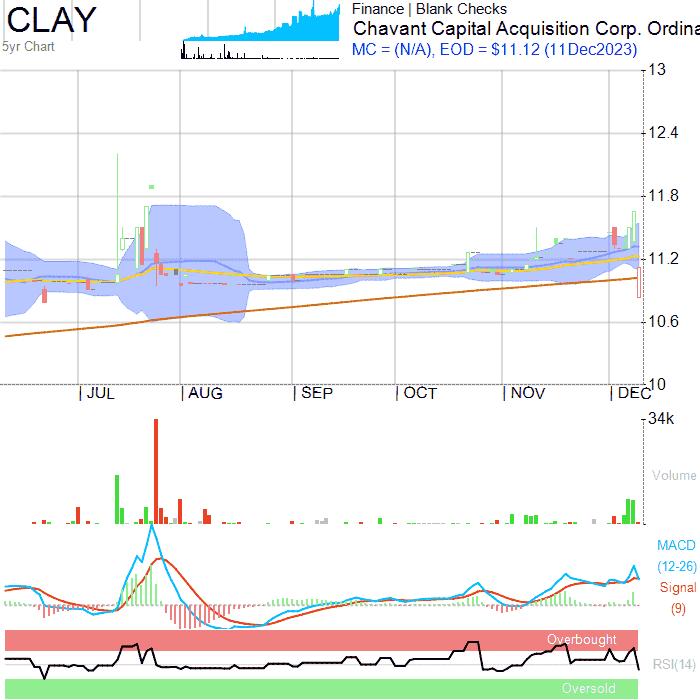 CLAY
5yr Chart
Finance | Blank Checks
Chavant Capital Acquisition Corp. Ordina
MC = (N/A), EOD = $11.12 (11Dec2023)
13
12.4
11.8
11.2
10.6
10
JUL AUG SEP OCT NOV DEC
34k
Volume
MACD
(12-26)
Signal
(9)
Overbought
RSI(14)
Oversold